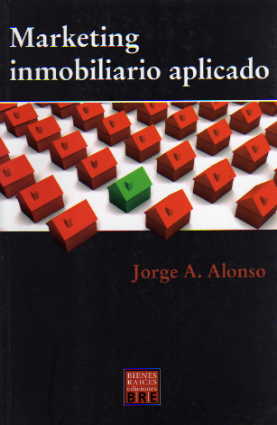 Marketing
inmobiliario aplicado
Jorge A. Alonso
BIENES
RAICES
ediciones
BRE